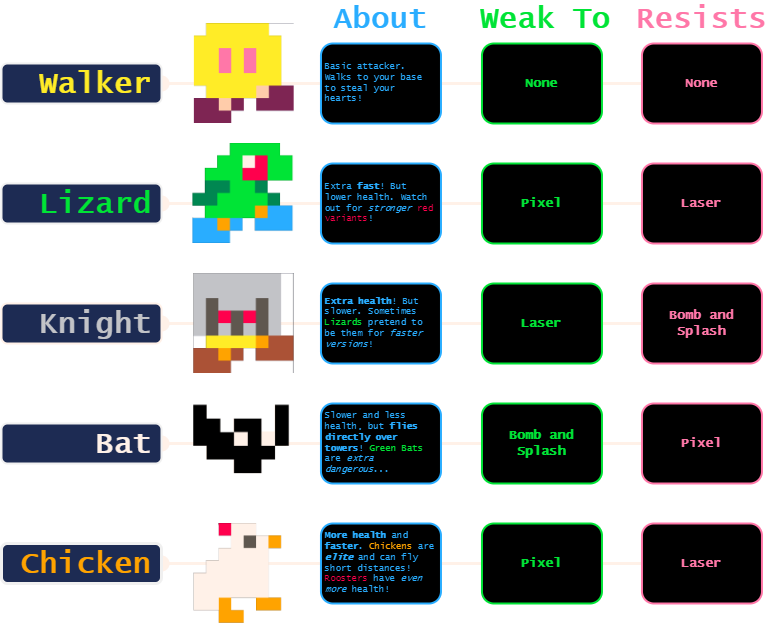 About Weak To Resists
Walker
Basic attacker.
Walks to your base
to steal your
hearts!
None
None
Lizard
Extra fast! But
lower health. Watch
out for stronger red
variants!
Pixel
Laser
Knight
Extra health! But
slower. Sometimes
Lizards pretend to
be them for faster
versions!
Laser
Bomb and
Splash
Bat
Slower and less
health, but flies
directly over
towers! Green Bats
are extra
dangerous...
Bomb and
Splash
Pixel
Chicken
More health and
faster. Chickens are
elite and can fly
short distances!
Roosters have even
more health!
Pixel
Laser